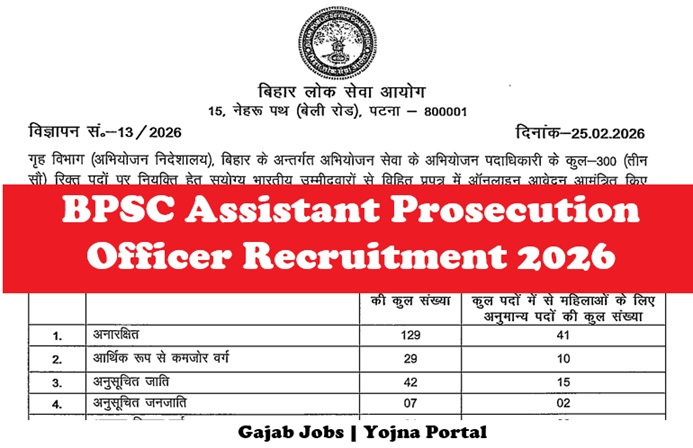 बिहार लोक सेवा आयोग
15, नेहरू पथ (बेली रोड), पटना – 800001
विज्ञापन सं.-13/2026 दिनांक-25.02.2026
गृह विभाग (अभियोजन निदेशालय), बिहार के अन्तर्गत अभियोजन सेवा के अभियोजन पदाधिकारी के कुल-300 (तीन
सौ) रिक्त पदों पर नियुक्ति हेतु सुयोग्य भारतीय उम्मीदवारों से विहित प्रपत्र में ऑनलाइन आवेदन आमंत्रित किए
BPSC Assistant Prosecution
Officer Recruitment 2026
की कुल संख्या कुल पदों में से महिलाओं के लिए
अनुमान्य पदों की कुल संख्या
1. अनारक्षित 129 41
2. आर्थिक रूप से कमजोर वर्ग 29 10
3. अनुसूचित जाति 42 15
4. अनुसूचित जनजाति 07 02
Gajab Jobs | Yojna Portal